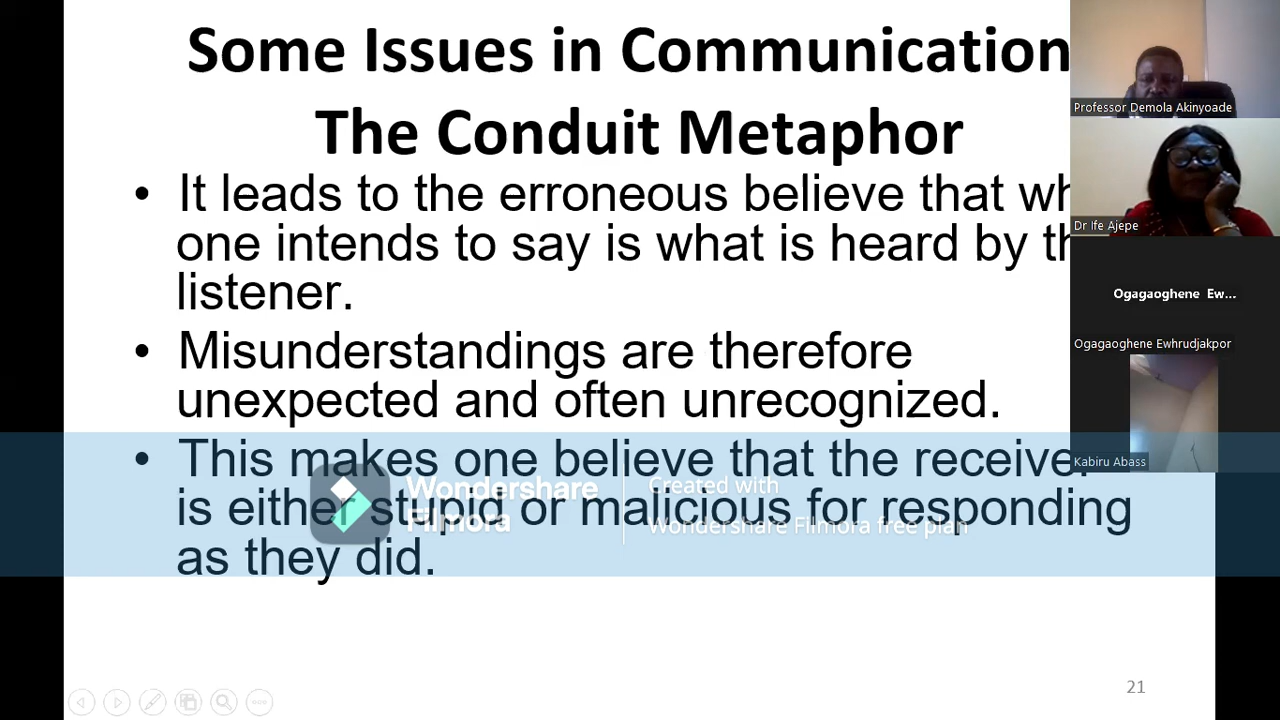 Some Issues in Communication
The Conduit Metaphor
• It leads to the erroneous believe that
one intends to say is what is heard by
listener.
• Misunderstandings are therefore
unexpected and often unrecognized.
• This makes one believe that the receiver
is either stupid or malicious for responding
as they did.
Wondershare
Filmora
Created with
Wondershare Filmora free plan
21
Professor Demola Akinyoade
Dr Ife Ajepe
Ogagaoghene Ew...
Ogagaoghene Ewhrudjakpor
Kabiru Abass